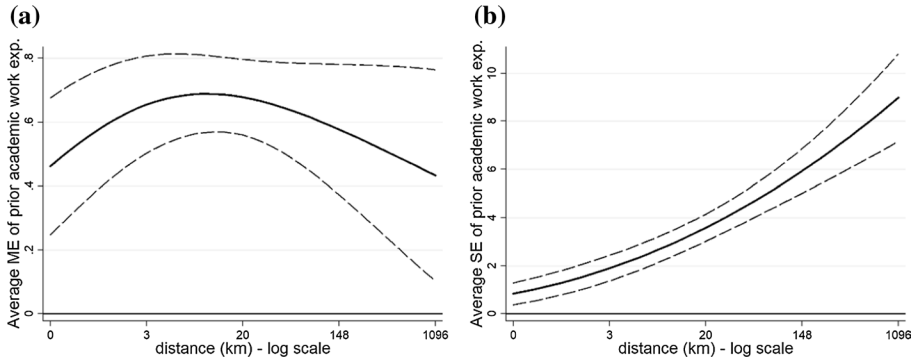 (a)
Average ME of prior academic work exp.
.8
.6
.4
.2
0
0 3 20 148 1096
distance (km) - log scale
(b)
Average SE of prior academic work exp.
10
8
6
4
2
0
0 3 20 148 1096
distance (km) - log scale